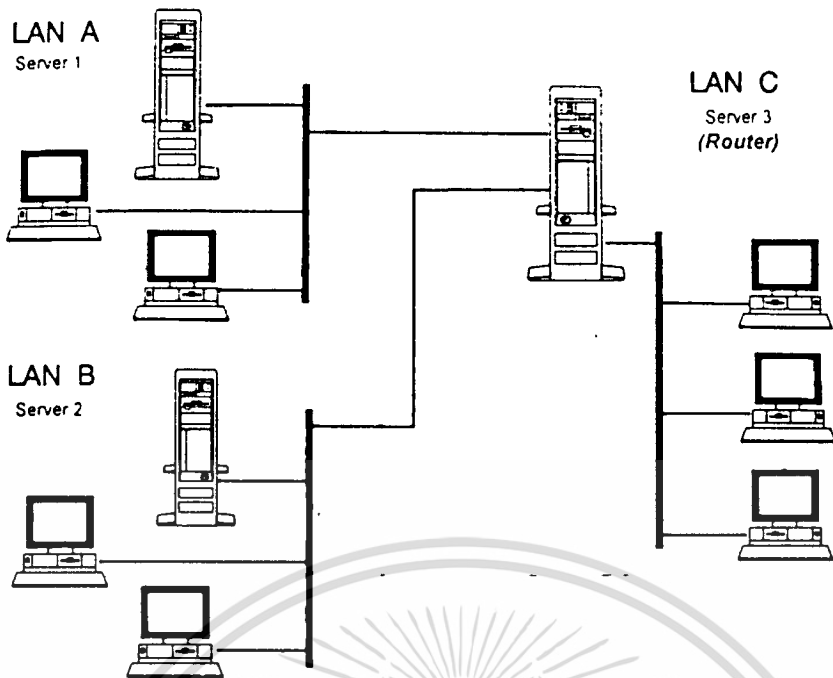 LAN A
Server 1
LAN C
Server 3
(Router)
LAN B
Server 2